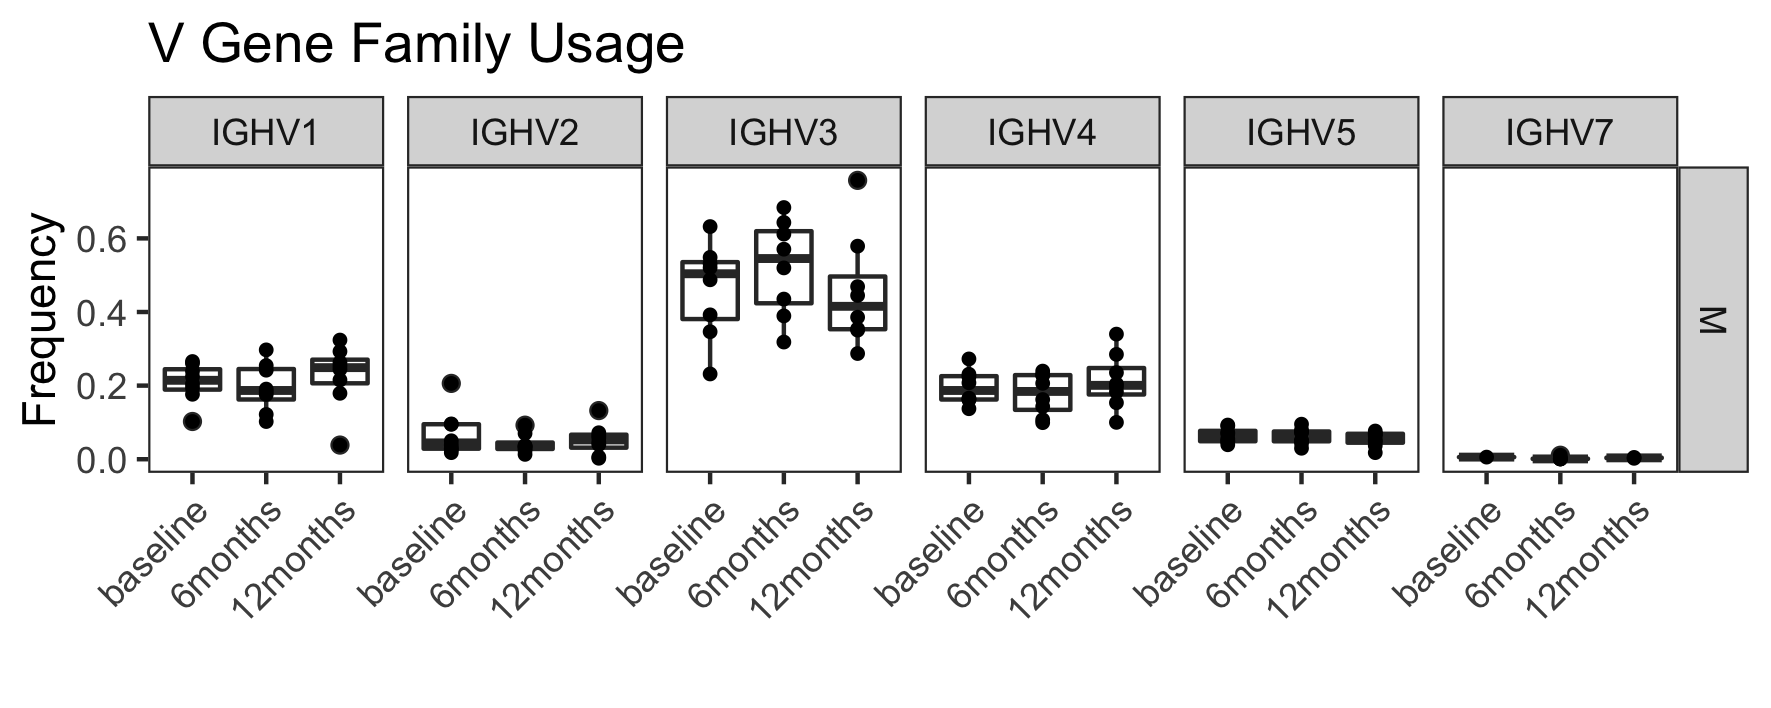 V Gene Family Usage
IGHV1 IGHV2 IGHV3 IGHV4 IGHV5 IGHV7
M
Frequency
0.6
0.4
0.2
0.0
baseline 6months 12months baseline 6months 12months baseline 6months 12months baseline 6months 12months baseline 6months 12months baseline 6months 12months